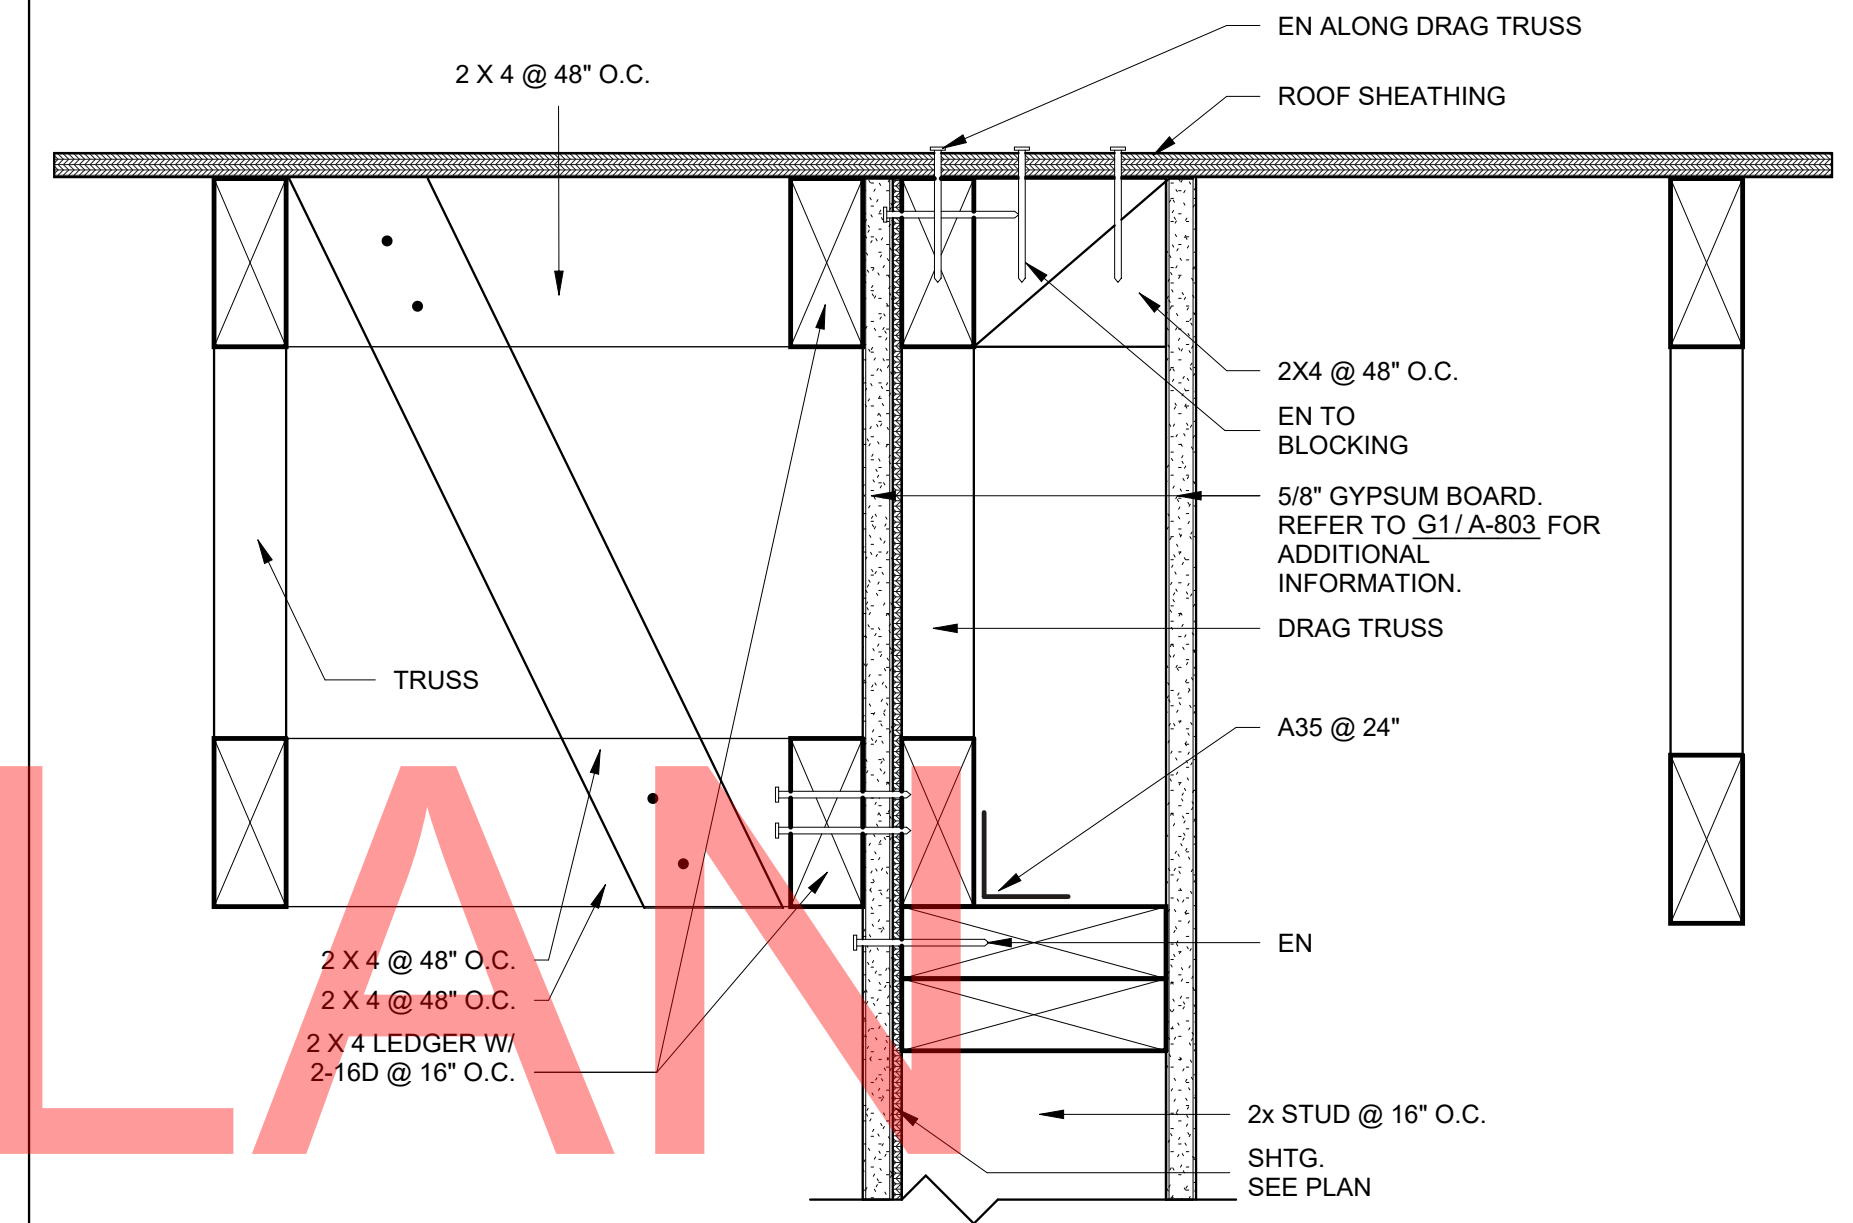 EN ALONG DRAG TRUSS
2 X 4 @ 48" O.C.
ROOF SHEATHING
2X4 @ 48" O.C.
EN TO
BLOCKING
5/8" GYPSUM BOARD.
REFER TO G1/ A-803 FOR
ADDITIONAL
INFORMATION.
DRAG TRUSS
TRUSS
A35 @ 24"
EN
2 X 4 @ 48" O.C.
2 X 4 @ 48" O.C.
2 X 4 LEDGER W/
2-16D @ 16" O.C.
2x STUD @ 16" O.C.
SHTG.
SEE PLAN
LAN